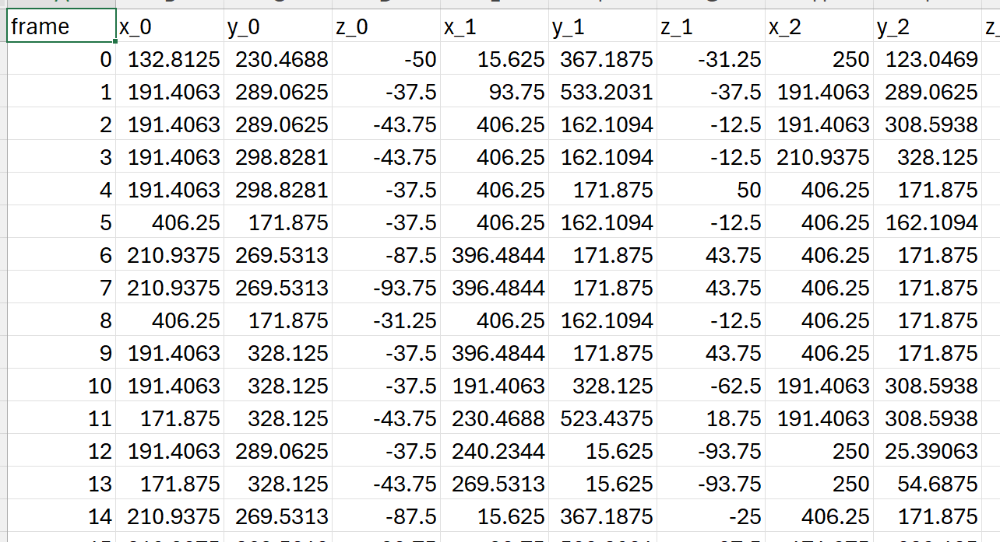 frame x_0 y_0 z_0 x_1 y_1 z_1 x_2 y_2
0 132.8125 230.4688 -50 15.625 367.1875 -31.25 250 123.0469
1 191.4063 289.0625 -37.5 93.75 533.2031 -37.5 191.4063 289.0625
2 191.4063 289.0625 -43.75 406.25 162.1094 -12.5 191.4063 308.5938
3 191.4063 298.8281 -43.75 406.25 162.1094 -12.5 210.9375 328.125
4 191.4063 298.8281 -37.5 406.25 171.875 50 406.25 171.875
5 406.25 171.875 -37.5 406.25 162.1094 -12.5 406.25 162.1094
6 210.9375 269.5313 -87.5 396.4844 171.875 43.75 406.25 171.875
7 210.9375 269.5313 -93.75 396.4844 171.875 43.75 406.25 171.875
8 406.25 171.875 -31.25 406.25 162.1094 -12.5 406.25 171.875
9 191.4063 328.125 -37.5 396.4844 171.875 43.75 406.25 171.875
10 191.4063 328.125 -37.5 191.4063 328.125 -62.5 191.4063 308.5938
11 171.875 328.125 -43.75 230.4688 523.4375 18.75 191.4063 308.5938
12 191.4063 289.0625 -37.5 240.2344 15.625 -93.75 250 25.39063
13 171.875 328.125 -43.75 269.5313 15.625 -93.75 250 54.6875
14 210.9375 269.5313 -87.5 15.625 367.1875 -25 406.25 171.875